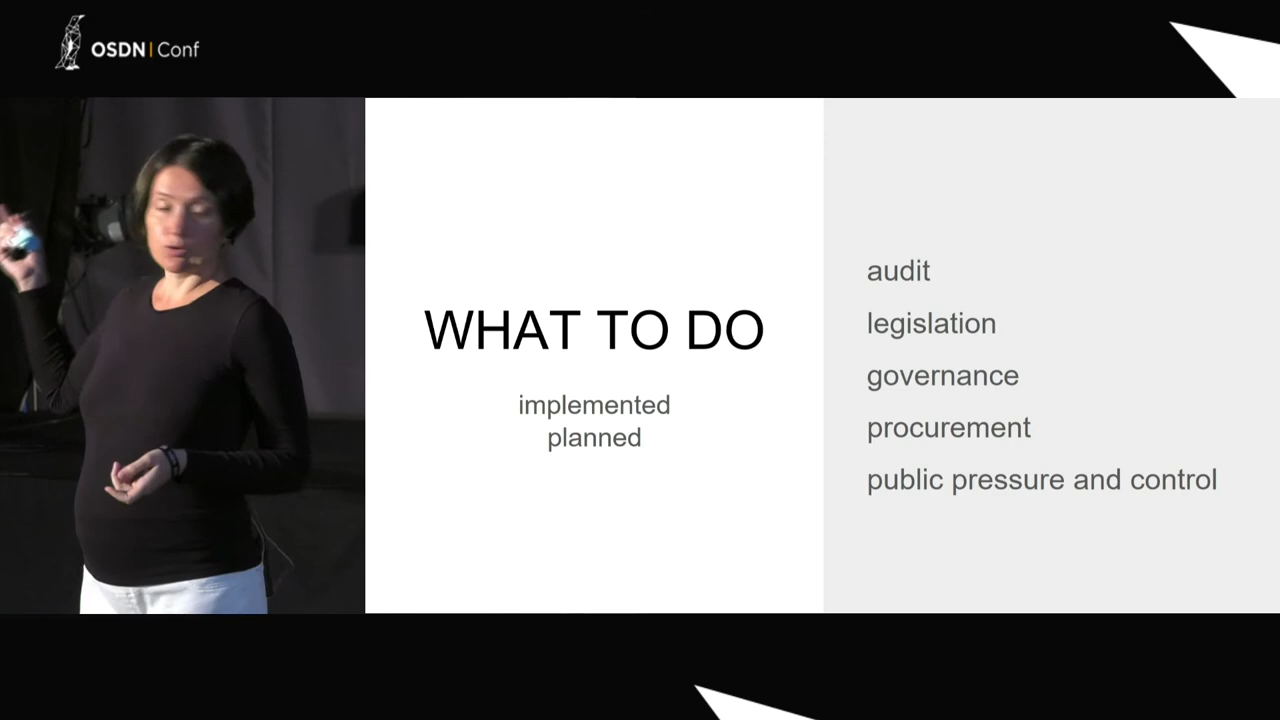 OSDN | Conf
WHAT TO DO
implemented
planned
audit
legislation
governance
procurement
public pressure and control